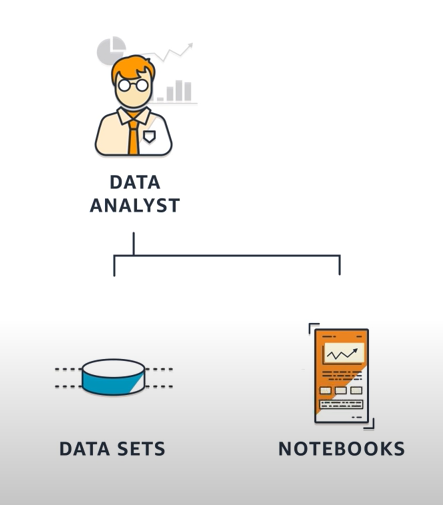 DATA
ANALYST
DATA SETS
NOTEBOOKS